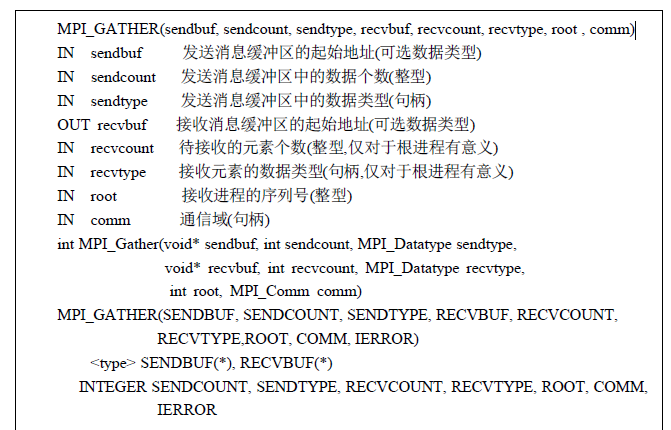 MPI_GATHER(sendbuf, sendcount, sendtype, recvbuf, recvcount, recvtype, root , comm)
IN sendbuf 发送消息缓冲区的起始地址(可选数据类型)
IN sendcount 发送消息缓冲区中的数据个数(整型)
IN sendtype 发送消息缓冲区中的数据类型(句柄)
OUT recvbuf 接收消息缓冲区的起始地址(可选数据类型)
IN recvcount 待接收的元素个数(整型,仅对于根进程有意义)
IN recvtype 接收元素的数据类型(句柄,仅对于根进程有意义)
IN root 接收进程的序列号(整型)
IN comm 通信域(句柄)
int MPI_Gather(void* sendbuf, int sendcount, MPI_Datatype sendtype,
void* recvbuf, int recvcount, MPI_Datatype recvtype,
int root, MPI_Comm comm)
MPI_GATHER(SENDBUF, SENDCOUNT, SENDTYPE, RECVBUF, RECVCOUNT,
RECVTYPE,ROOT, COMM, IERROR)
<type> SENDBUF(*), RECVBUF(*)
INTEGER SENDCOUNT, SENDTYPE, RECVCOUNT, RECVTYPE, ROOT, COMM,
IERROR